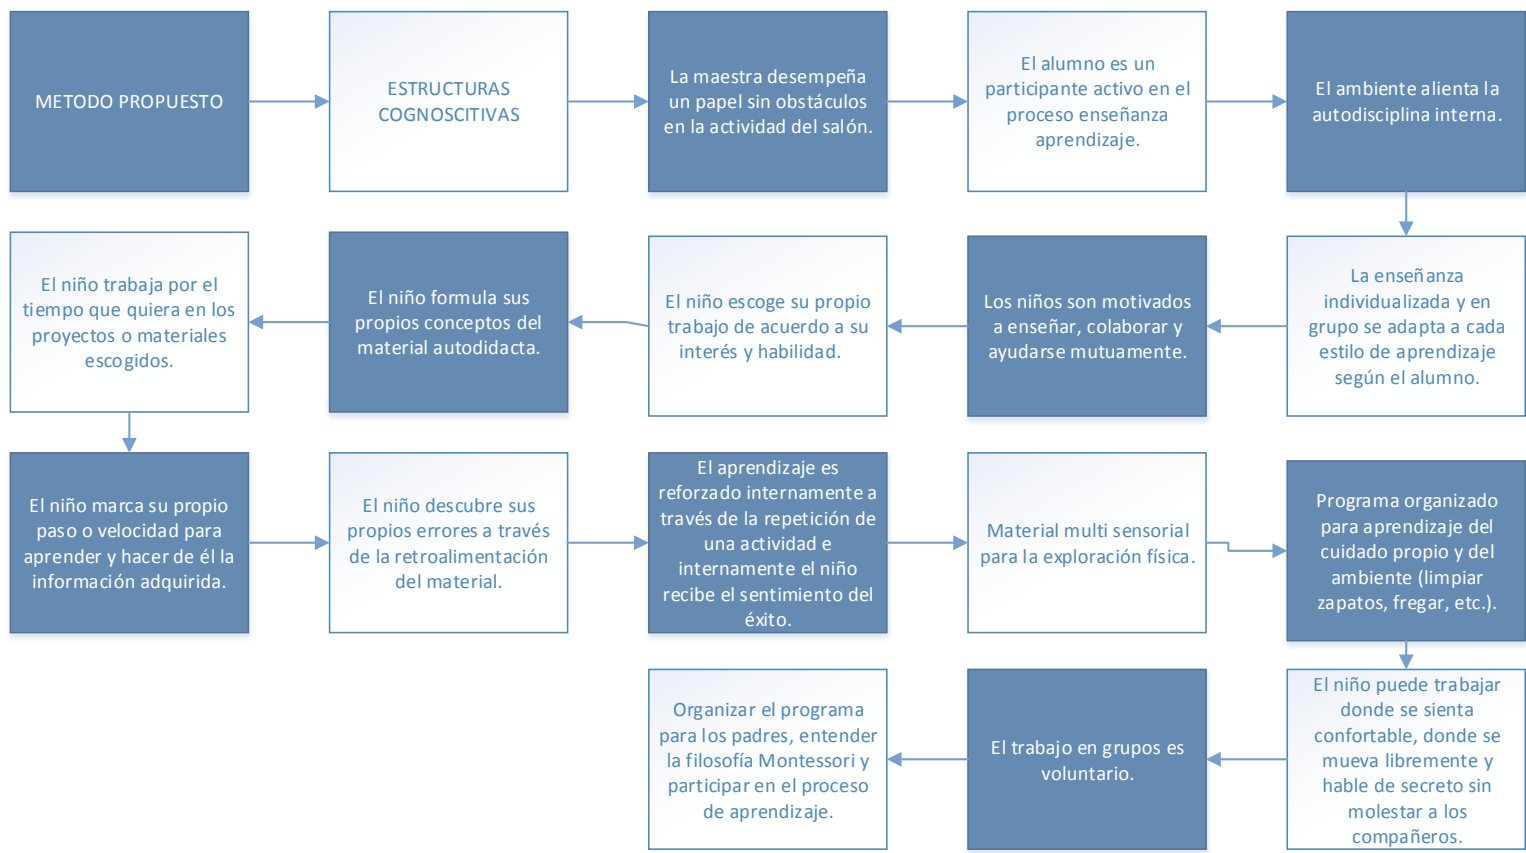 METODO PROPUESTO
ESTRUCTURAS
COGNOSCITIVAS
La maestra desempeña
un papel sin obstáculos
en la actividad del salón.
El alumno es un
participante activo en el
proceso enseñanza
aprendizaje.
El ambiente alienta la
autodisciplina interna.
La enseñanza
individualizada y en
grupo se adapta a cada
estilo de aprendizaje
según el alumno.
Los niños son motivados
a enseñar, colaborar y
ayudarse mutuamente.
El niño escoge su propio
trabajo de acuerdo a su
interés y habilidad.
El niño formula sus
propios conceptos del
material autodidacta.
El niño trabaja por el
tiempo que quiera en los
proyectos o materiales
escogidos.
El niño marca su propio
paso o velocidad para
aprender y hacer de él la
información adquirida.
El niño descubre sus
propios errores a través
de la retroalimentación
del material.
El aprendizaje es
reforzado internamente a
través de la repetición de
una actividad e
internamente el niño
recibe el sentimiento del
éxito.
Material multi sensorial
para la exploración física.
Programa organizado
para aprendizaje del
cuidado propio y del
ambiente (limpiar
zapatos, fregar, etc.).
El niño puede trabajar
donde se sienta
confortable, donde se
mueva libremente y
hable de secreto sin
molestar a los
compañeros.
El trabajo en grupos es
voluntario.
Organizar el programa
para los padres, entender
la filosofía Montessori y
participar en el proceso
de aprendizaje.